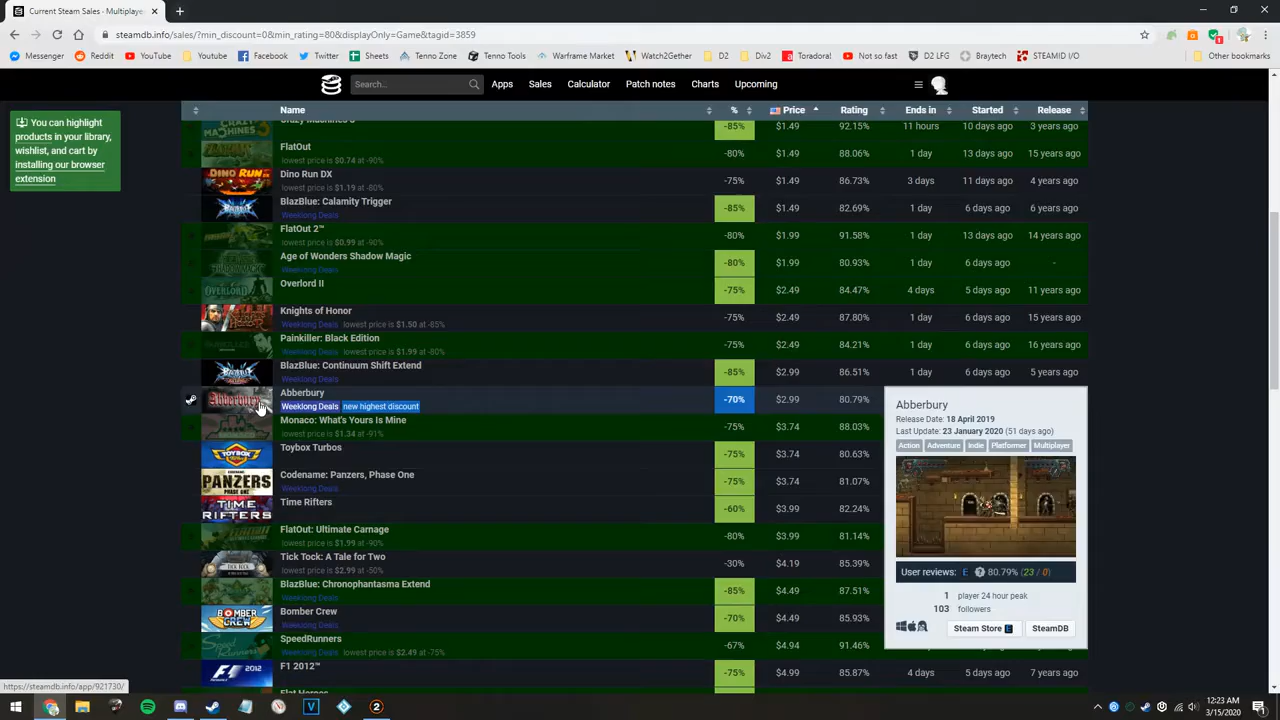 Current Steam Sales · Multiplaye
steamdb.info/sales/?min_discount=0&min_rating=80&displayOnly=Game&tagid=3859
Messenger Reddit YouTube Youtube Facebook Twitter Sheets Tenno Zone Tenno Tools Warframe Market Watch2Gether D2 Div2 Toradora! Not so fast D2 LFG Braytech STEAMID I/O Other bookmarks
Search... Apps Sales Calculator Patch notes Charts Upcoming
You can highlight
products in your library,
wishlist, and cart by
installing our browser
extension
Name % Price Rating Ends in Started Release
Crazy Machines 3 -85% $1.49 92.15% 11 hours 10 days ago 3 years ago
FlatOut -80% $1.49 88.06% 1 day 13 days ago 15 years ago
lowest price is $0.74 at -90%
Dino Run DX -75% $1.49 86.73% 3 days 11 days ago 4 years ago
lowest price is $1.19 at -80%
BlazBlue: Calamity Trigger -85% $1.49 82.69% 1 day 6 days ago 6 years ago
Weeklong Deals
FlatOut 2™ -80% $1.99 91.58% 1 day 13 days ago 14 years ago
lowest price is $0.99 at -90%
Age of Wonders Shadow Magic -80% $1.99 80.93% 1 day 6 days ago -
Weeklong Deals
Overlord II -75% $2.49 84.47% 4 days 5 days ago 11 years ago
Knights of Honor -75% $2.49 87.80% 1 day 6 days ago 15 years ago
Weeklong Deals lowest price is $1.50 at -85%
Painkiller: Black Edition -75% $2.49 84.21% 1 day 6 days ago 16 years ago
Weeklong Deals lowest price is $1.99 at -80%
BlazBlue: Continuum Shift Extend -85% $2.99 86.51% 1 day 6 days ago 5 years ago
Weeklong Deals
Abberbury -70% $2.99 80.79%
Weeklong Deals new highest discount
Monaco: What's Yours Is Mine -75% $3.74 88.03%
lowest price is $1.34 at -91%
Toybox Turbos -75% $3.74 80.63%
Codename: Panzers, Phase One -75% $3.74 81.07%
Weeklong Deals
Time Rifters -60% $3.99 82.24%
FlatOut: Ultimate Carnage -80% $3.99 81.14%
lowest price is $1.99 at -90%
Tick Tock: A Tale for Two -30% $4.19 85.39%
lowest price is $2.99 at -50%
BlazBlue: Chronophantasma Extend -85% $4.49 87.51%
Weeklong Deals
Bomber Crew -70% $4.49 85.93%
Weeklong Deals
SpeedRunners -67% $4.94 91.46%
Weeklong Deals lowest price is $2.49 at -75%
F1 2012™ -75% $4.99 85.87% 4 days 5 days ago 7 years ago
Flat Heroes
Abberbury
Release Date: 18 April 2019
Last Update: 23 January 2020 (51 days ago)
Action Adventure Indie Platformer Multiplayer
User reviews: 80.79% (23 / 0)
1 player 24 hour peak
103 followers
Steam Store SteamDB
https://steamdb.info/app/921730/
12:23 AM
3/15/2020